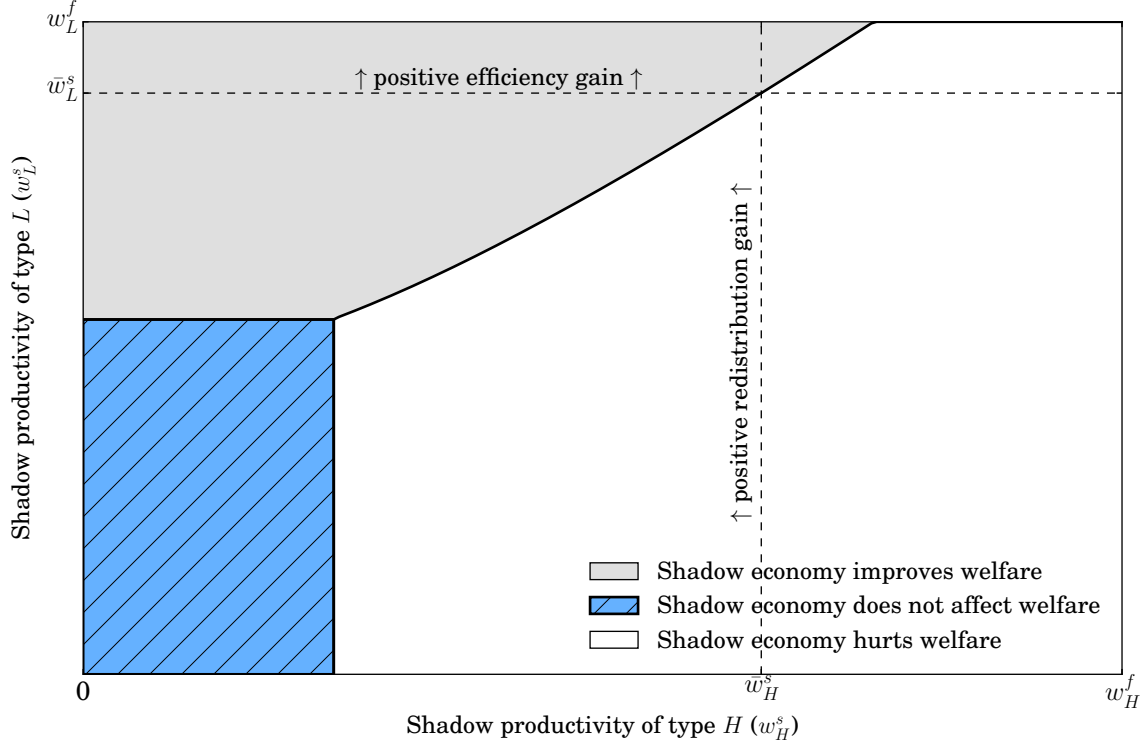 w_L^f
w̄_L^s
↑ positive efficiency gain ↑
Shadow productivity of type L (w_L^s)
↑ positive redistribution gain ↑
Shadow economy improves welfare
Shadow economy does not affect welfare
Shadow economy hurts welfare
0
w̄_H^s
w_H^f
Shadow productivity of type H (w_H^s)